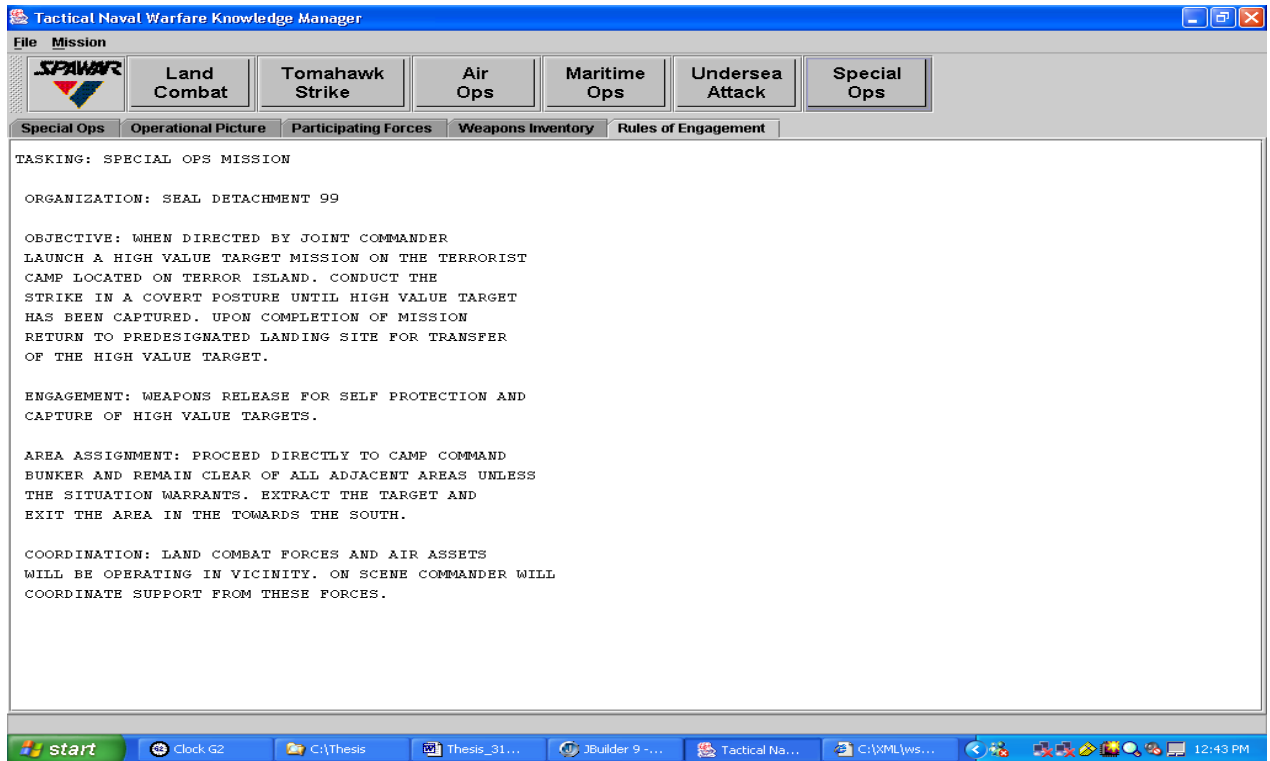 Tactical Naval Warfare Knowledge Manager
File Mission
SPAWAR
Land Combat
Tomahawk Strike
Air Ops
Maritime Ops
Undersea Attack
Special Ops
Special Ops Operational Picture Participating Forces Weapons Inventory Rules of Engagement
TASKING: SPECIAL OPS MISSION
ORGANIZATION: SEAL DETACHMENT 99
OBJECTIVE: WHEN DIRECTED BY JOINT COMMANDER
LAUNCH A HIGH VALUE TARGET MISSION ON THE TERRORIST
CAMP LOCATED ON TERROR ISLAND. CONDUCT THE
STRIKE IN A COVERT POSTURE UNTIL HIGH VALUE TARGET
HAS BEEN CAPTURED. UPON COMPLETION OF MISSION
RETURN TO PREDESIGNATED LANDING SITE FOR TRANSFER
OF THE HIGH VALUE TARGET.
ENGAGEMENT: WEAPONS RELEASE FOR SELF PROTECTION AND
CAPTURE OF HIGH VALUE TARGETS.
AREA ASSIGNMENT: PROCEED DIRECTLY TO CAMP COMMAND
BUNKER AND REMAIN CLEAR OF ALL ADJACENT AREAS UNLESS
THE SITUATION WARRANTS. EXTRACT THE TARGET AND
EXIT THE AREA IN THE TOWARDS THE SOUTH.
COORDINATION: LAND COMBAT FORCES AND AIR ASSETS
WILL BE OPERATING IN VICINITY. ON SCENE COMMANDER WILL
COORDINATE SUPPORT FROM THESE FORCES.
start Clock G2 C:\Thesis Thesis_31... JBuilder 9 -... Tactical Na... C:\XML\ws... 12:43 PM